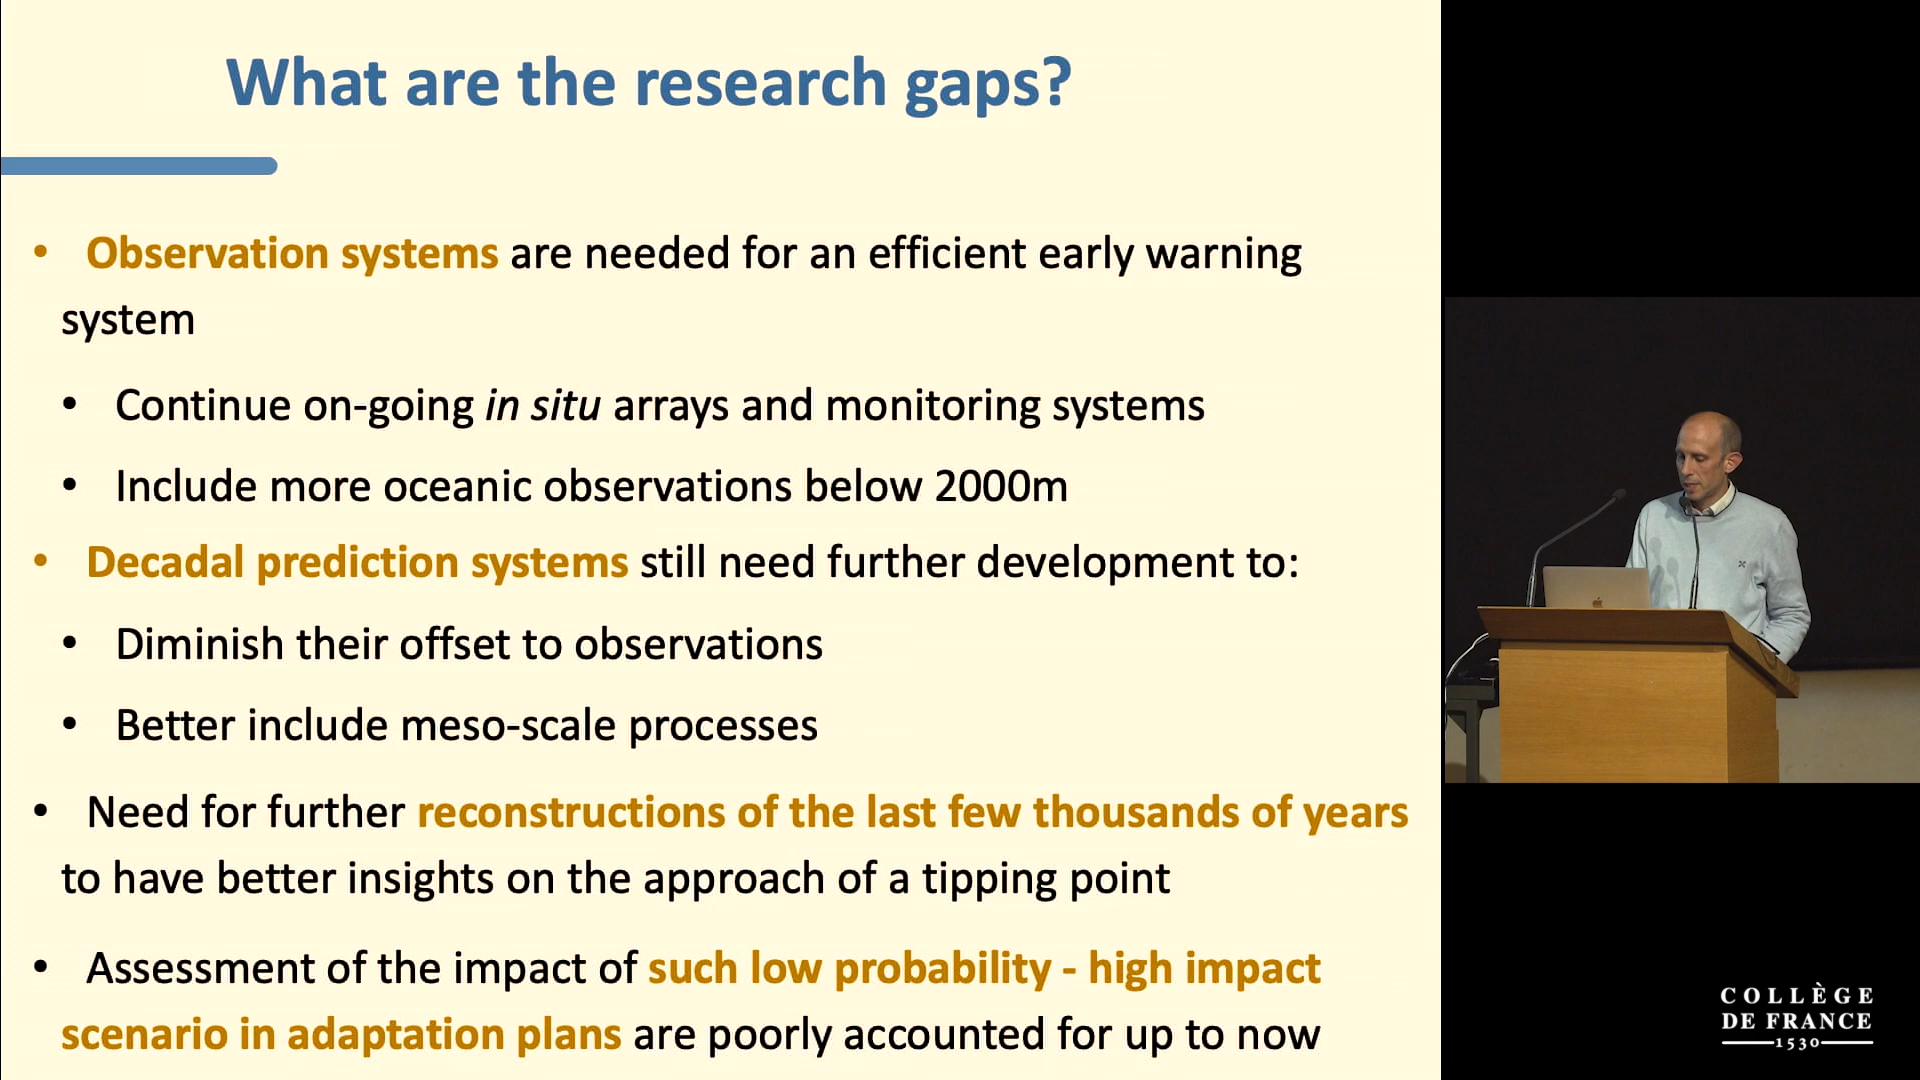 What are the research gaps?
• Observation systems are needed for an efficient early warning
system
• Continue on-going in situ arrays and monitoring systems
• Include more oceanic observations below 2000m
• Decadal prediction systems still need further development to:
• Diminish their offset to observations
• Better include meso-scale processes
• Need for further reconstructions of the last few thousands of years
to have better insights on the approach of a tipping point
• Assessment of the impact of such low probability - high impact
scenario in adaptation plans are poorly accounted for up to now
COLLÈGE
DE FRANCE
1530